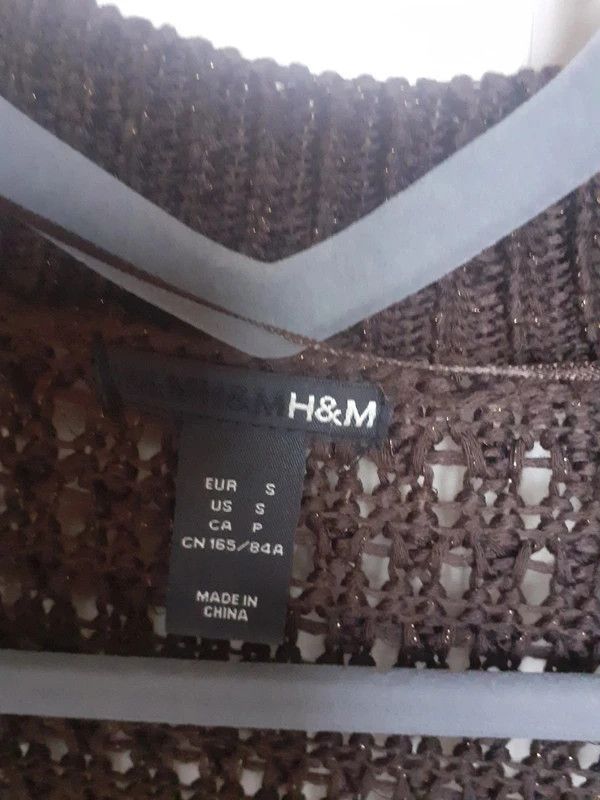 H&M
EUR S
US S
CA P
CN 165/84A
MADE IN
CHINA